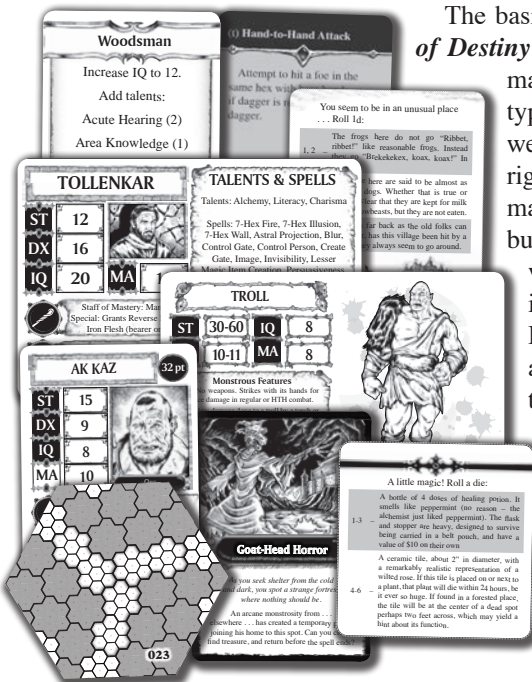 The
of Destiny
Woodsman
Increase IQ to 12.
Add talents:
Acute Hearing (2)
Area Knowledge (1)
(t) Hand-to-Hand Attack
Attempt to hit a foe in the
same hex with
if dagger is
dagger.
You seem to be in an unusual place
. . . Roll 1d:
1, 2 –
The frogs here do not go “Ribbet,
ribbet!” like reasonable frogs. Instead
they go “Brekekekex, koax, koax!” In
here are said to be almost as
dogs. Whether that is true or
clear that they are kept for milk
but they are not eaten.
far back as the old folks can
has this village been hit by a
always seem to go around.
TOLLENKAR
ST 12
DX 16
IQ 20 MA
Staff of Mastery:
Special: Grants Reverse
Iron Flesh (bearer
TALENTS & SPELLS
Talents: Alchemy, Literacy, Charisma
Spells: 7-Hex Fire, 7-Hex Illusion,
7-Hex Wall, Astral Projection, Blur,
Control Gate, Control Person, Create
Gate, Image, Invisibility, Lesser
Magic Item Creation, Persuasiveness
TROLL
ST 30-60 IQ 8
10-11 MA 8
Monstrous Features
No weapons. Strikes with its hands for
damage in regular or HTH combat.
AK KAZ
32 pt
ST 15
DX 9
IQ 8
MA 10
023
Goat-Head Horror
As you seek shelter from the cold
and dark, you spot a strange fortress
where nothing should be.
An arcane monstrosity from . . .
elsewhere . . . has created a temporary
joining his home to this spot. Can you
find treasure, and return before the spell ends?
A little magic! Roll a die:
1-3 –
A bottle of 4 doses of healing potion. It
smells like peppermint (no reason – the
alchemist just liked peppermint). The flask
and stopper are heavy, designed to survive
being carried in a belt pouch, and have a
value of $10 on their own
4-6 –
A ceramic tile, about 2” in diameter, with
a remarkably realistic representation of a
wilted rose. If this tile is placed on or next to
a plant, that plant will die within 24 hours, be
it ever so huge. If found in a forested place,
the tile will be at the center of a dead spot
perhaps two feet across, which may yield a
hint about its function.